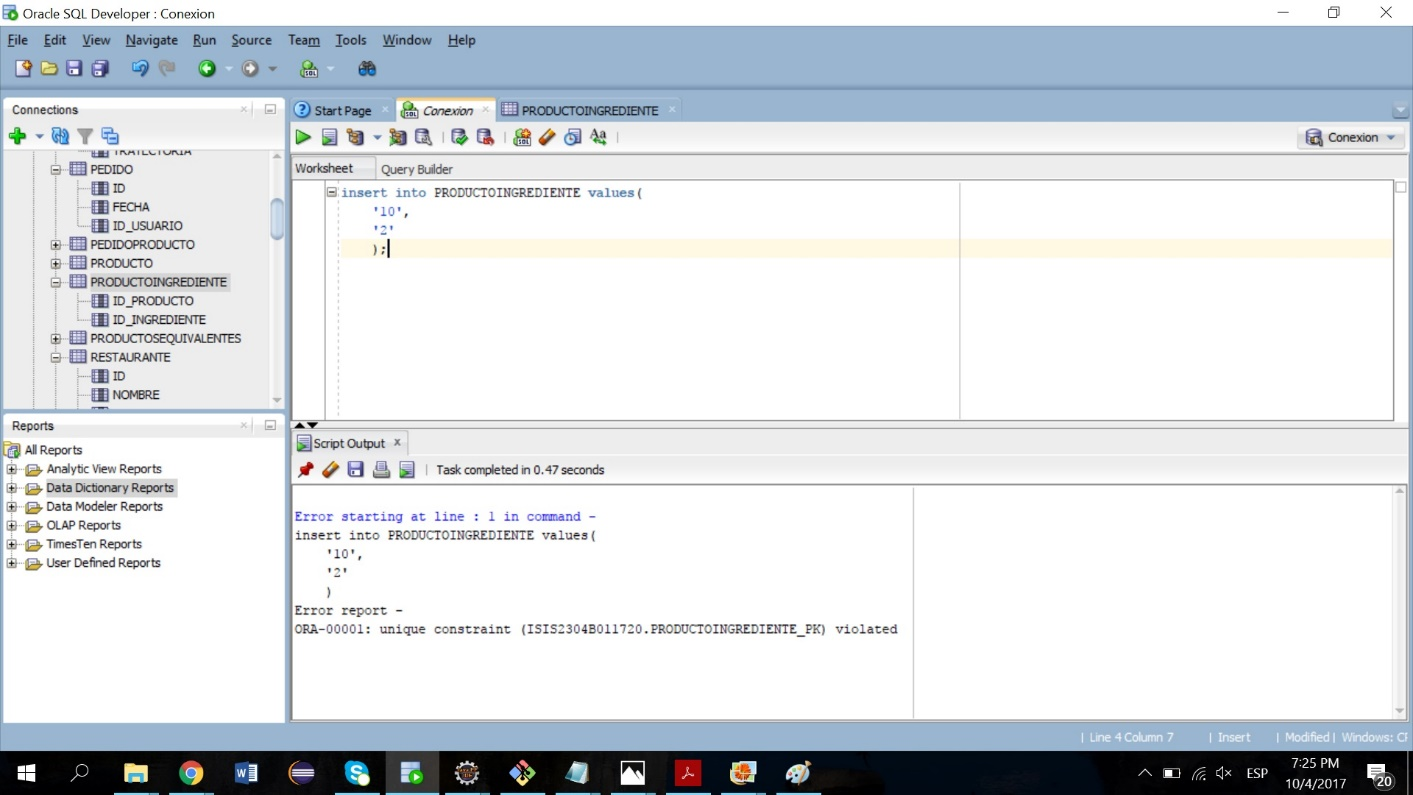 Oracle SQL Developer : Conexion
File Edit View Navigate Run Source Team Tools Window Help
Connections
Start Page
Conexion
PRODUCTOINGREDIENTE
Conexion
Worksheet
Query Builder
TRAYECTORIA
PEDIDO
ID
FECHA
ID_USUARIO
PEDIDOPRODUCTO
PRODUCTO
PRODUCTOINGREDIENTE
ID_PRODUCTO
ID_INGREDIENTE
PRODUCTOSEQUIVALENTES
RESTAURANTE
ID
NOMBRE
insert into PRODUCTOINGREDIENTE values(
'10',
'2'
);
Reports
All Reports
Analytic View Reports
Data Dictionary Reports
Data Modeler Reports
OLAP Reports
TimesTen Reports
User Defined Reports
Script Output
Task completed in 0.47 seconds
Error starting at line : 1 in command -
insert into PRODUCTOINGREDIENTE values(
'10',
'2'
)
Error report -
ORA-00001: unique constraint (ISIS2304B011720.PRODUCTOINGREDIENTE_PK) violated
Line 4 Column 7 | Insert | Modified | Windows: CF
ESP
7:25 PM
10/4/2017
20